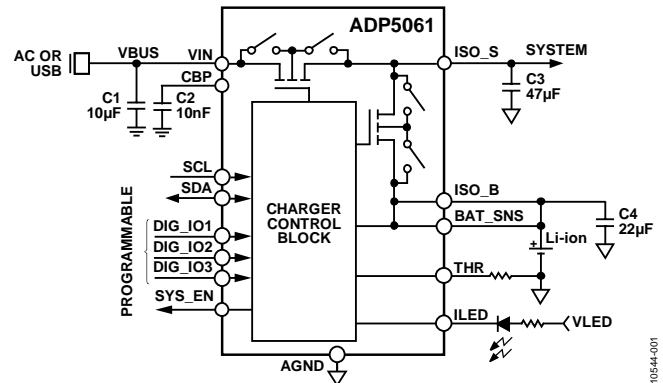 ADP5061
AC OR
USB
VBUS
VIN
CBP
C1
10µF
C2
10nF
ISO_S
SYSTEM
C3
47µF
SCL
SDA
PROGRAMMABLE
DIG_IO1
DIG_IO2
DIG_IO3
SYS_EN
CHARGER
CONTROL
BLOCK
ISO_B
BAT_SNS
C4
22µF
+
Li-ion
THR
ILED
VLED
AGND
10544-001